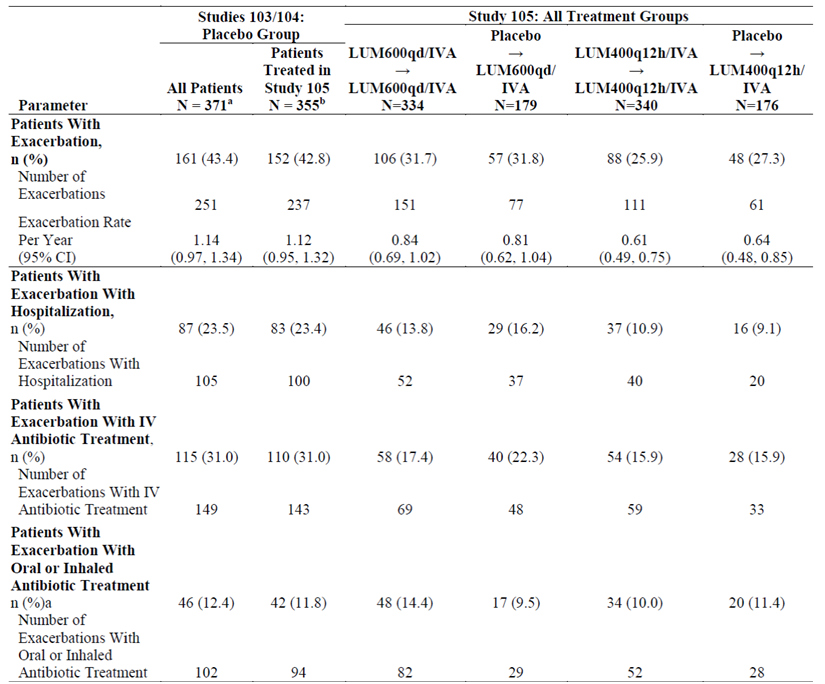 Studies 103/104:
Placebo Group
Study 105: All Treatment Groups
Parameter
All Patients
N = 371a
Patients
Treated in
Study 105
N = 355b
LUM600qd/IVA
→
LUM600qd/IVA
N=334
Placebo
→
LUM600qd/
IVA
N=179
LUM400q12h/IVA
→
LUM400q12h/IVA
N=340
Placebo
→
LUM400q12h/
IVA
N=176
Patients With
Exacerbation,
n (%) 161 (43.4) 152 (42.8) 106 (31.7) 57 (31.8) 88 (25.9) 48 (27.3)
Number of
Exacerbations
251 237 151 77 111 61
Exacerbation Rate
Per Year 1.14 1.12 0.84 0.81 0.61 0.64
(95% CI) (0.97, 1.34) (0.95, 1.32) (0.69, 1.02) (0.62, 1.04) (0.49, 0.75) (0.48, 0.85)
Patients With
Exacerbation With
Hospitalization,
n (%) 87 (23.5) 83 (23.4) 46 (13.8) 29 (16.2) 37 (10.9) 16 (9.1)
Number of
Exacerbations With
Hospitalization 105 100 52 37 40 20
Patients With
Exacerbation With IV
Antibiotic Treatment,
n (%) 115 (31.0) 110 (31.0) 58 (17.4) 40 (22.3) 54 (15.9) 28 (15.9)
Number of
Exacerbations With IV
Antibiotic Treatment 149 143 69 48 59 33
Patients With
Exacerbation With
Oral or Inhaled
Antibiotic Treatment
n (%)a 46 (12.4) 42 (11.8) 48 (14.4) 17 (9.5) 34 (10.0) 20 (11.4)
Number of
Exacerbations With
Oral or Inhaled
Antibiotic Treatment 102 94 82 29 52 28